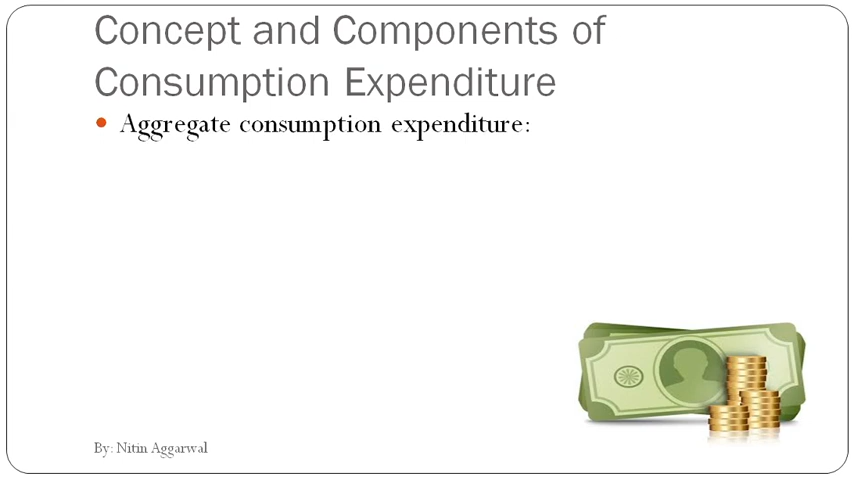 Concept and Components of
Consumption Expenditure
• Aggregate consumption expenditure:
By: Nitin Aggarwal